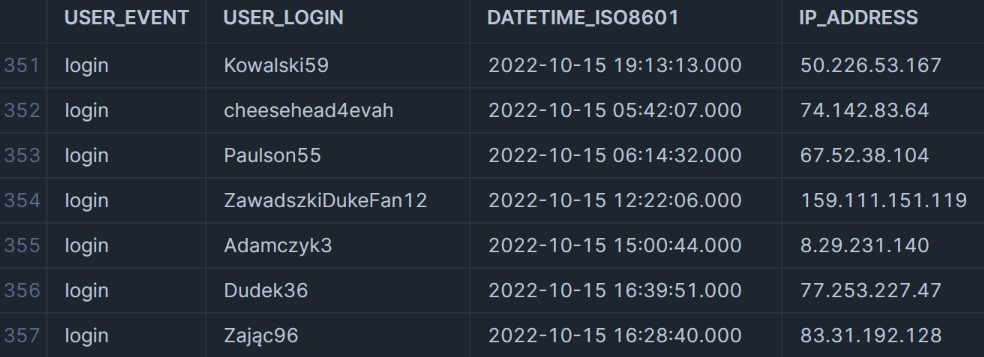 USER_EVENT USER_LOGIN DATETIME_ISO8601 IP_ADDRESS
351 login Kowalski59 2022-10-15 19:13:13.000 50.226.53.167
352 login cheesehead4evah 2022-10-15 05:42:07.000 74.142.83.64
353 login Paulson55 2022-10-15 06:14:32.000 67.52.38.104
354 login ZawadszkiDukeFan12 2022-10-15 12:22:06.000 159.111.151.119
355 login Adamczyk3 2022-10-15 15:00:44.000 8.29.231.140
356 login Dudek36 2022-10-15 16:39:51.000 77.253.227.47
357 login Zając96 2022-10-15 16:28:40.000 83.31.192.128